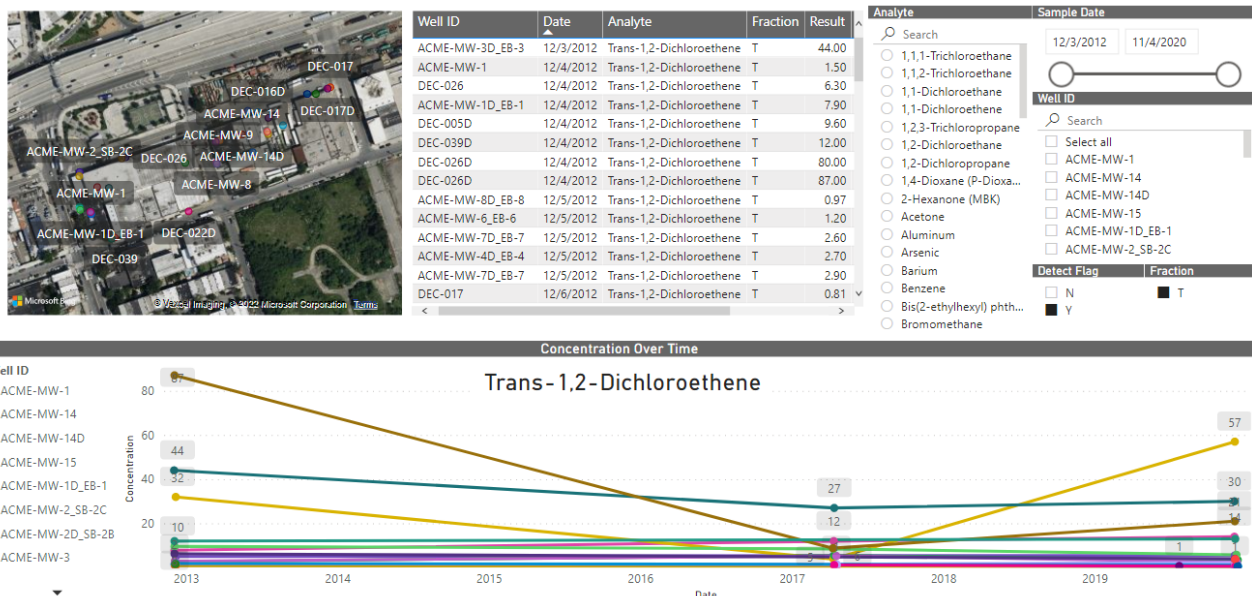 DEC-017
DEC-016D
ACME-MW-14
DEC-017D
ACME-MW-9
ACME-MW-2_SB-2C
DEC-026
ACME-MW-14D
ACME-MW-8
ACME-MW-1
ACME-MW-1D_EB-1
DEC-022D
DEC-039
Microsoft
© 2022 Microsoft Corporation Terms
Well ID Date Analyte Fraction Result
ACME-MW-3D_EB-3 12/3/2012 Trans-1,2-Dichloroethene T 44.00
ACME-MW-1 12/4/2012 Trans-1,2-Dichloroethene T 1.50
DEC-026 12/4/2012 Trans-1,2-Dichloroethene T 6.30
ACME-MW-1D_EB-1 12/4/2012 Trans-1,2-Dichloroethene T 7.90
DEC-005D 12/4/2012 Trans-1,2-Dichloroethene T 9.60
DEC-039D 12/4/2012 Trans-1,2-Dichloroethene T 12.00
DEC-026D 12/4/2012 Trans-1,2-Dichloroethene T 80.00
DEC-026D 12/4/2012 Trans-1,2-Dichloroethene T 87.00
ACME-MW-8D_EB-8 12/5/2012 Trans-1,2-Dichloroethene T 0.97
ACME-MW-6_EB-6 12/5/2012 Trans-1,2-Dichloroethene T 1.20
ACME-MW-7D_EB-7 12/5/2012 Trans-1,2-Dichloroethene T 2.60
ACME-MW-4D_EB-4 12/5/2012 Trans-1,2-Dichloroethene T 2.70
ACME-MW-7D_EB-7 12/5/2012 Trans-1,2-Dichloroethene T 2.90
DEC-017 12/6/2012 Trans-1,2-Dichloroethene T 0.81
Analyte
Search
1,1,1-Trichloroethane
1,1,2-Trichloroethane
1,1-Dichloroethane
1,1-Dichloroethene
1,2,3-Trichloropropane
1,2-Dichloroethane
1,2-Dichloropropane
1,4-Dioxane (P-Dioxa...
2-Hexanone (MBK)
Acetone
Aluminum
Arsenic
Barium
Benzene
Bis(2-ethylhexyl) phth...
Bromomethane
Sample Date
12/3/2012 11/4/2020
Well ID
Search
Select all
ACME-MW-1
ACME-MW-14
ACME-MW-14D
ACME-MW-15
ACME-MW-1D_EB-1
ACME-MW-2_SB-2C
Detect Flag Fraction
N T
Y
Concentration Over Time
ell ID
ACME-MW-1
ACME-MW-14
ACME-MW-14D
ACME-MW-15
ACME-MW-1D_EB-1
ACME-MW-2_SB-2C
ACME-MW-2D_SB-2B
ACME-MW-3
Trans-1,2-Dichloroethene
Concentration
80
60
40
20
87
44
32
10
27
12
57
30
14
1
2013 2014 2015 2016 2017 2018 2019
Date